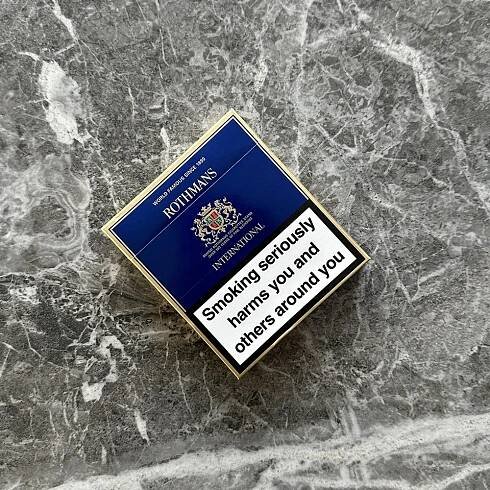 WORLD FAMOUS SINCE 1890
ROTHMANS
INTERNATIONAL
Smoking seriously
harms you and
others around you